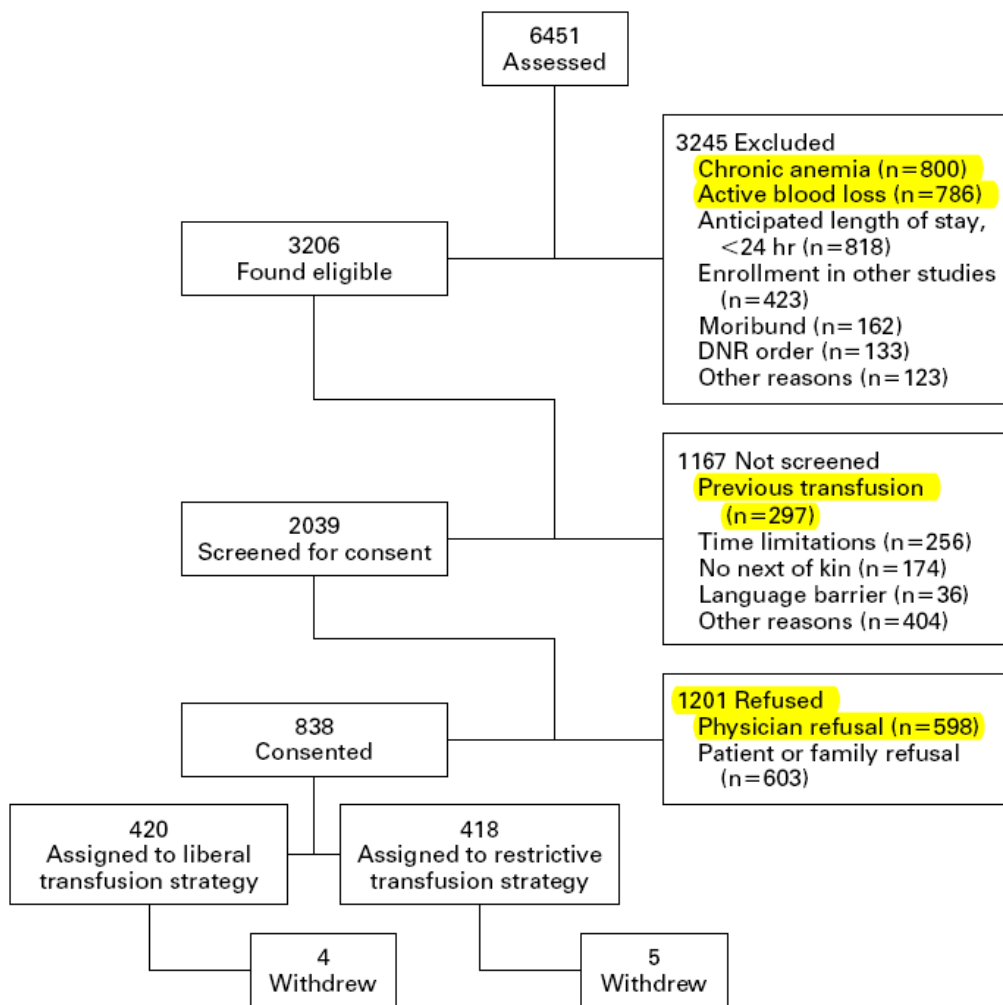 6451
Assessed
3245 Excluded
Chronic anemia (n=800)
Active blood loss (n=786)
Anticipated length of stay,
<24 hr (n=818)
Enrollment in other studies
(n=423)
Moribund (n=162)
DNR order (n=133)
Other reasons (n=123)
3206
Found eligible
1167 Not screened
Previous transfusion
(n=297)
Time limitations (n=256)
No next of kin (n=174)
Language barrier (n=36)
Other reasons (n=404)
2039
Screened for consent
1201 Refused
Physician refusal (n=598)
Patient or family refusal
(n=603)
838
Consented
420
Assigned to liberal
transfusion strategy
418
Assigned to restrictive
transfusion strategy
4
Withdrew
5
Withdrew